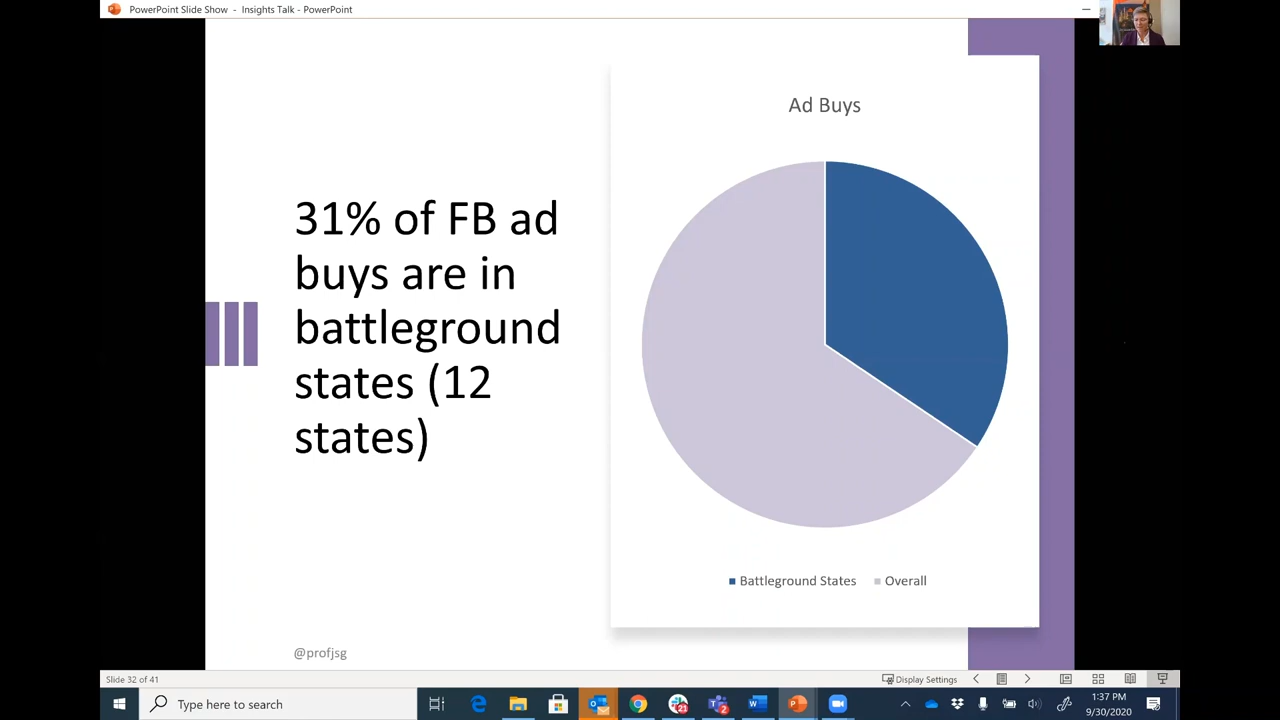 PowerPoint Slide Show - Insights Talk - PowerPoint
31% of FB ad
buys are in
battleground
states (12
states)
Ad Buys
Battleground States
Overall
@profjsg
Slide 32 of 41
Display Settings
Type here to search
1:37 PM
9/30/2020